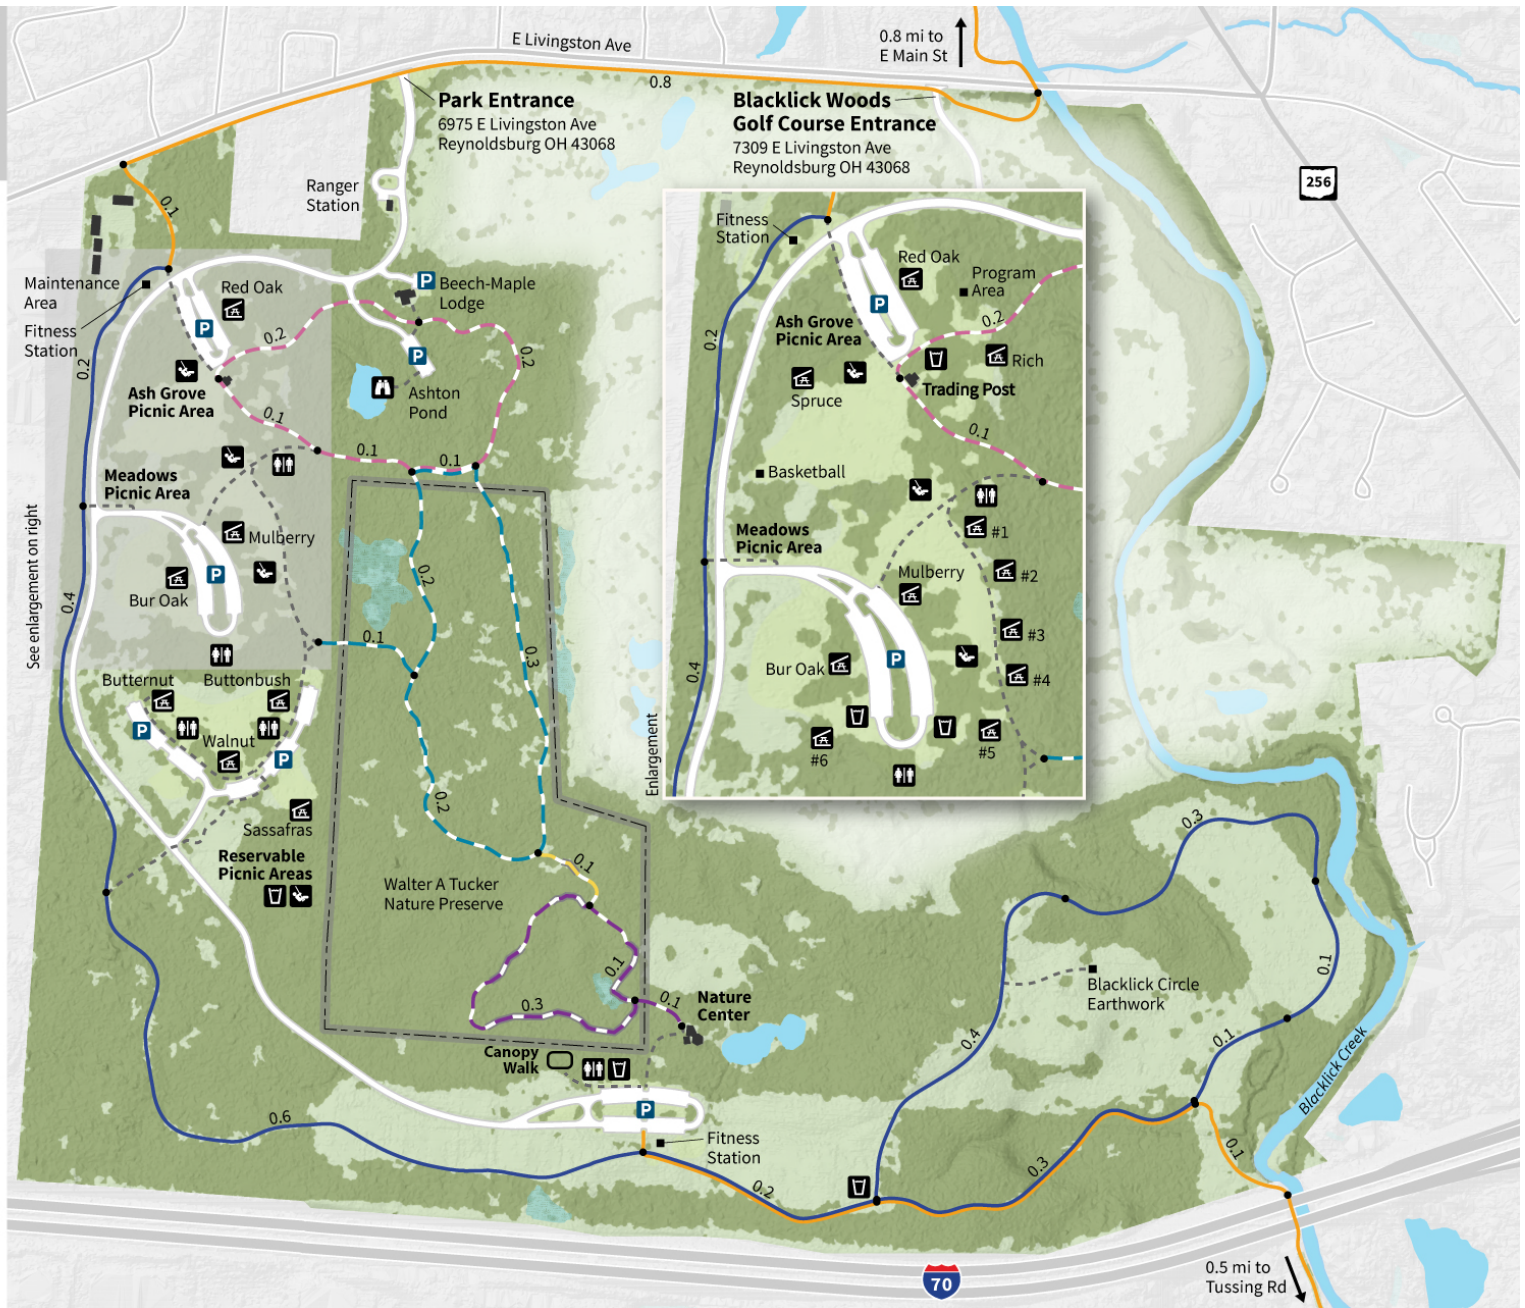 E Livingston Ave
0.8 mi to
E Main St
0.8
Park Entrance
6975 E Livingston Ave
Reynoldsburg OH 43068
Blacklick Woods
Golf Course Entrance
7309 E Livingston Ave
Reynoldsburg OH 43068
256
Ranger
Station
0.1
Maintenance
Area
Fitness
Station
Red Oak
P
P
Beech-Maple
Lodge
0.2
0.2
0.2
P
Ashton
Pond
Ash Grove
Picnic Area
0.1
0.1
0.1
Meadows
Picnic Area
Mulberry
P
Bur Oak
See enlargement on right
0.4
0.2
0.1
0.3
Butternut
Buttonbush
P
Walnut
P
0.2
Sassafras
Reservable
Picnic Areas
Walter A Tucker
Nature Preserve
0.1
0.1
0.3
0.1
Nature
Center
Canopy
Walk
P
0.6
Fitness
Station
0.2
Fitness
Station
Red Oak
Program
Area
P
0.2
0.2
Ash Grove
Picnic Area
Rich
Spruce
Trading Post
0.1
Basketball
Meadows
Picnic Area
#1
#2
Mulberry
#3
0.4
Bur Oak
P
#4
#5
#6
Enlargement
0.3
0.1
Blacklick Circle
Earthwork
0.4
0.1
Blacklick Creek
0.3
0.1
70
0.5 mi to
Tussing Rd